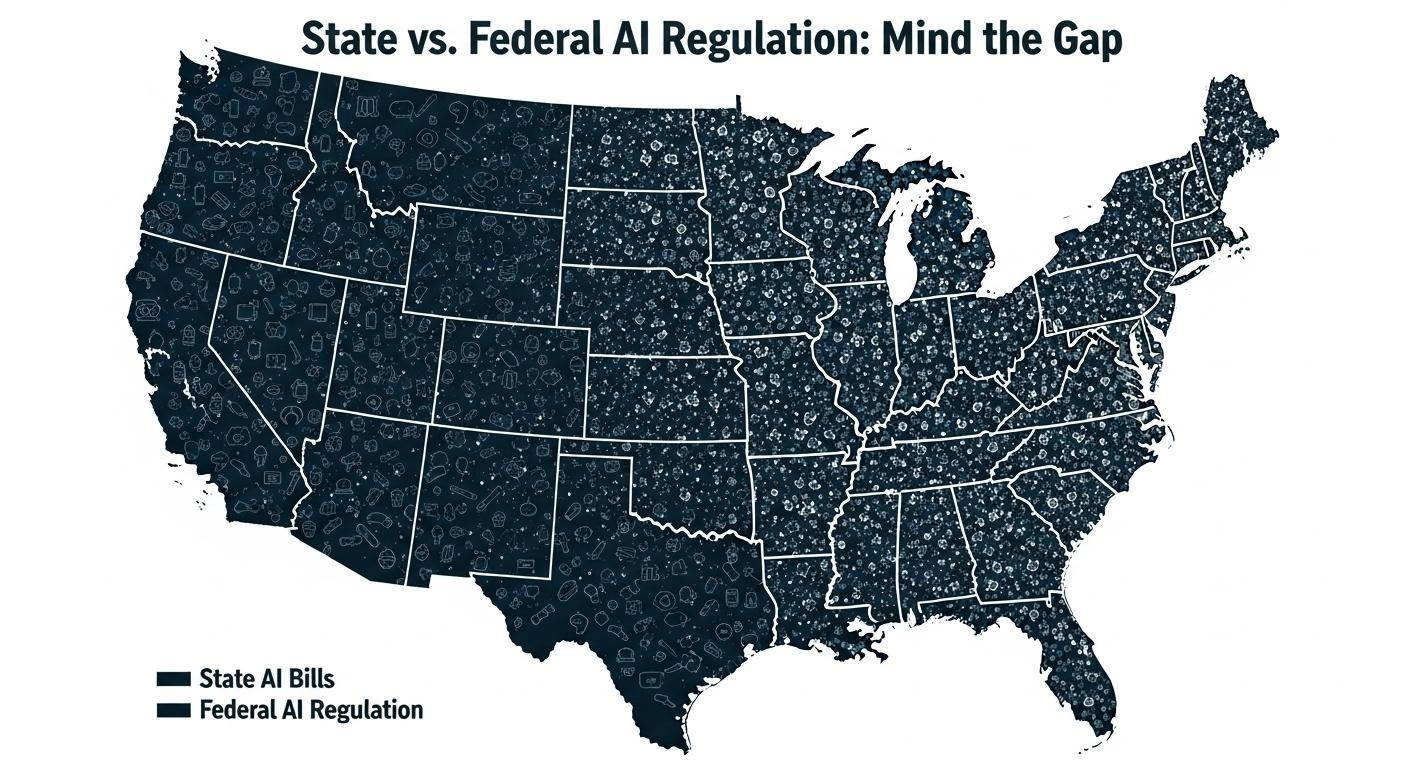 State vs. Federal AI Regulation: Mind the Gap
State AI Bills
Federal AI Regulation